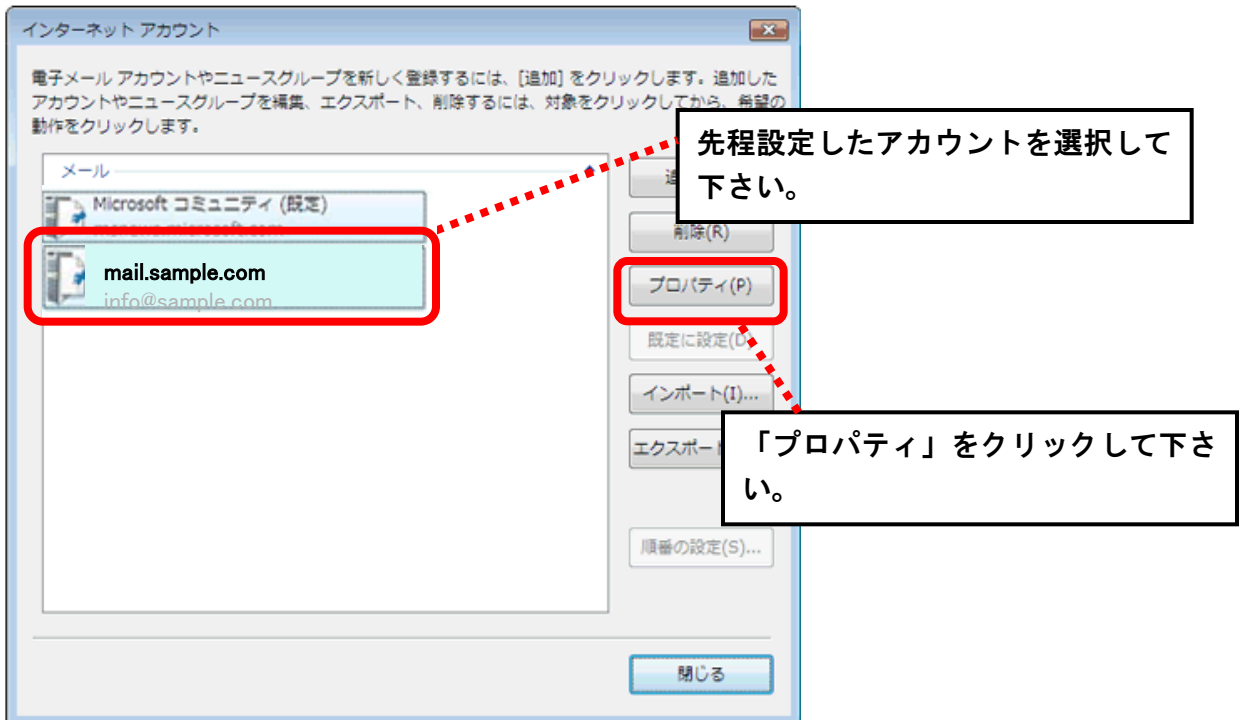 インターネット アカウント
電子メール アカウントやニュースグループを新しく登録するには、[追加] をクリックします。追加した
アカウントやニュースグループを編集、エクスポート、削除するには、対象をクリックしてから、希望の
動作をクリックします。
先程設定したアカウントを選択して
下さい。
メール
Microsoft コミュニティ (既定)
削除(R)
mail.sample.com
info@sample.com
プロパティ(P)
既定に設定(D)
インポート(I)...
エクスポート
「プロパティ」をクリックして下さ
い。
順番の設定(S)...
閉じる